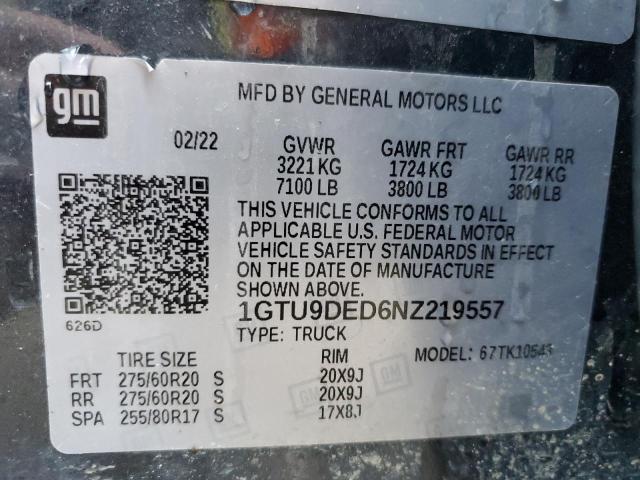 gm
MFD BY GENERAL MOTORS LLC
02/22 GVWR GAWR FRT GAWR RR
3221 KG 1724 KG 1724 KG
7100 LB 3800 LB 3800 LB
THIS VEHICLE CONFORMS TO ALL
APPLICABLE U.S. FEDERAL MOTOR
VEHICLE SAFETY STANDARDS IN EFFECT
ON THE DATE OF MANUFACTURE
SHOWN ABOVE.
626D
1GTU9DED6NZ219557
TYPE: TRUCK MODEL: 67TK10543
TIRE SIZE RIM
FRT 275/60R20 S 20X9J
RR 275/60R20 S 20X9J
SPA 255/80R17 S 17X8J